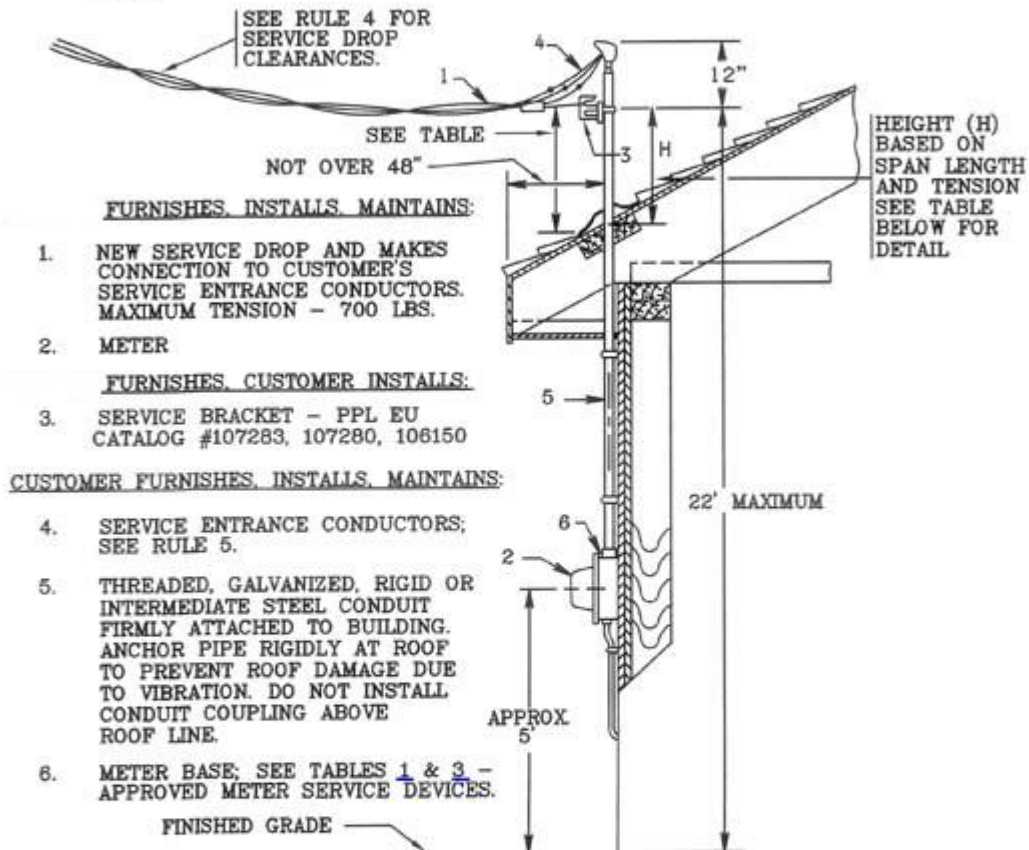 SEE RULE 4 FOR
SERVICE DROP
CLEARANCES.
4
1
12"
SEE TABLE
3
H
NOT OVER 48"
HEIGHT (H)
BASED ON
SPAN LENGTH
AND TENSION
SEE TABLE
BELOW FOR
DETAIL
FURNISHES, INSTALLS, MAINTAINS:
1. NEW SERVICE DROP AND MAKES
CONNECTION TO CUSTOMER'S
SERVICE ENTRANCE CONDUCTORS.
MAXIMUM TENSION – 700 LBS.
2. METER
FURNISHES, CUSTOMER INSTALLS:
3. SERVICE BRACKET – PPL EU
CATALOG #107283, 107280, 106150
CUSTOMER FURNISHES, INSTALLS, MAINTAINS:
4. SERVICE ENTRANCE CONDUCTORS;
SEE RULE 5.
5. THREADED, GALVANIZED, RIGID OR
INTERMEDIATE STEEL CONDUIT
FIRMLY ATTACHED TO BUILDING.
ANCHOR PIPE RIGIDLY AT ROOF
TO PREVENT ROOF DAMAGE DUE
TO VIBRATION. DO NOT INSTALL
CONDUIT COUPLING ABOVE
ROOF LINE.
6. METER BASE; SEE TABLES 1 & 3 –
APPROVED METER SERVICE DEVICES.
FINISHED GRADE
5
6
2
22' MAXIMUM
APPROX.
5'